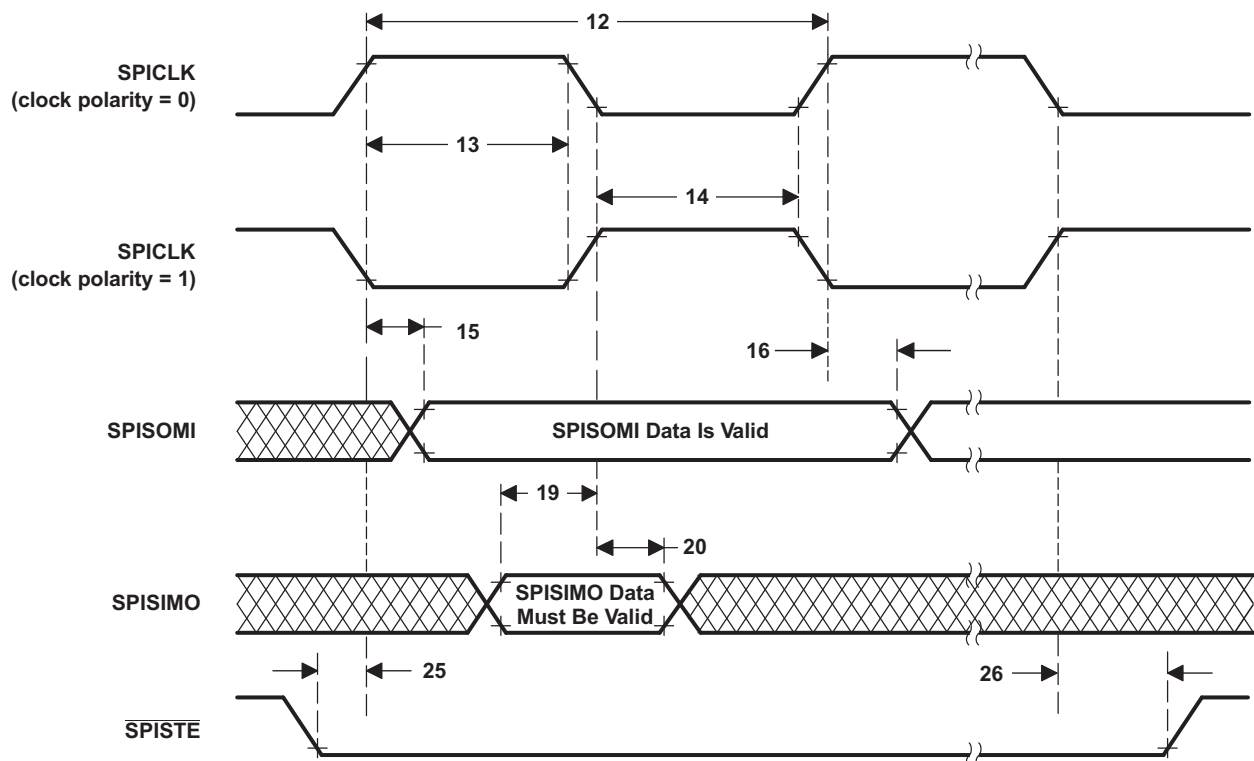 12
SPICLK
(clock polarity = 0)
13
14
SPICLK
(clock polarity = 1)
15
16
SPISOMI
SPISOMI Data Is Valid
19
20
SPISIMO
SPISIMO Data
Must Be Valid
25
26
SPISTE